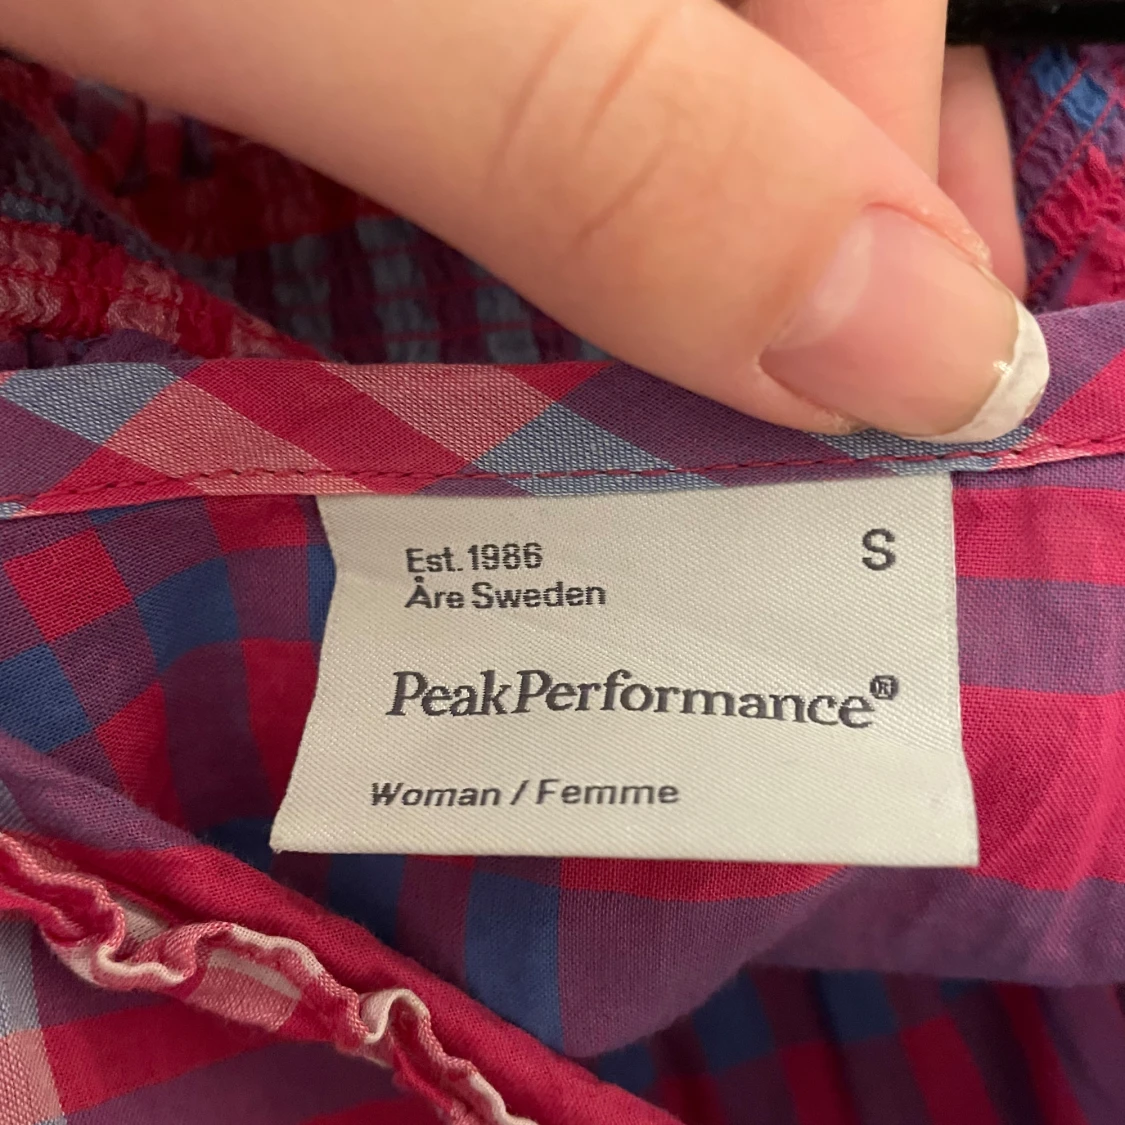 Est. 1986
Åre Sweden
S
PeakPerformance®
Woman / Femme